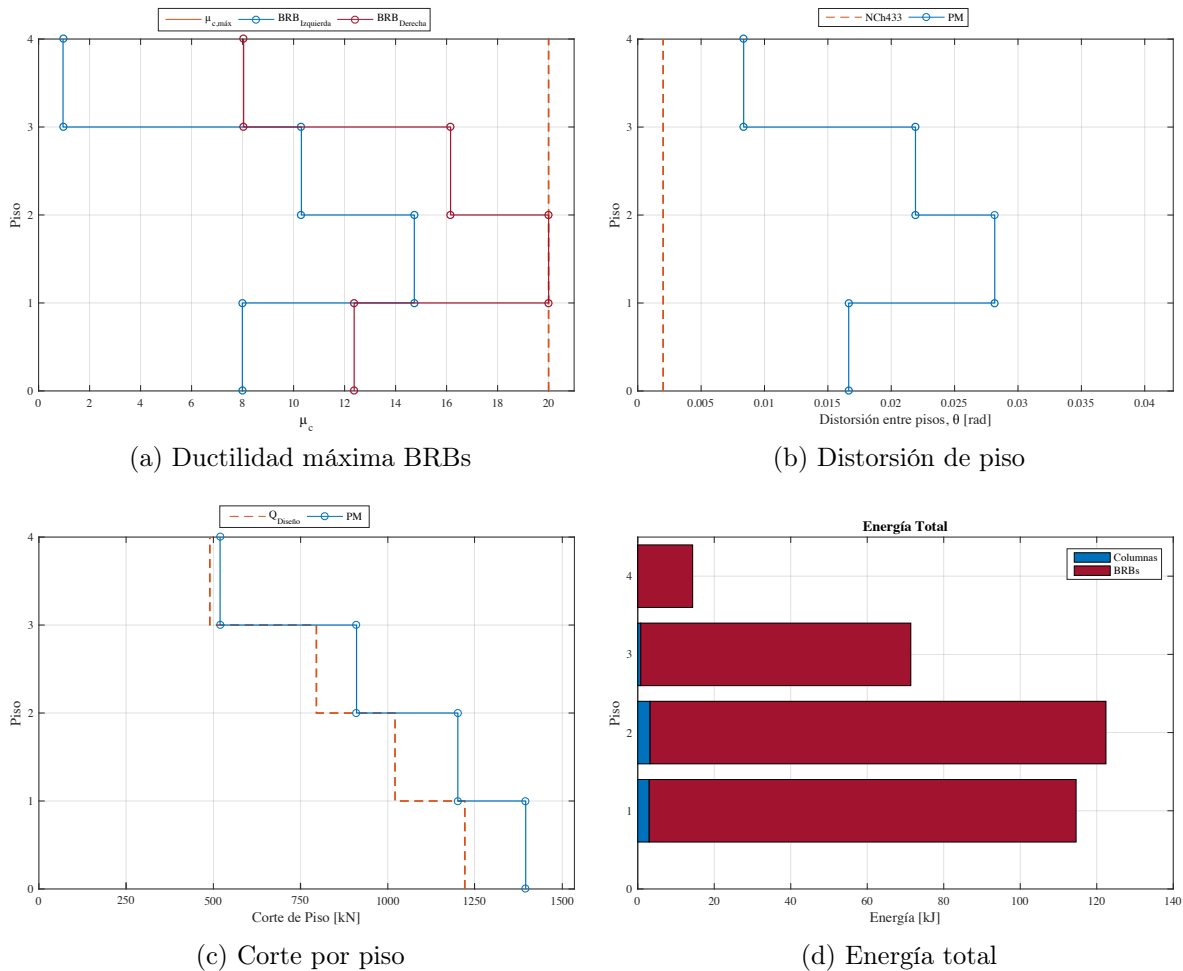 μc,máx BRBIzquierda BRBDerecha
4
3
2
1
0
Piso
0 2 4 6 8 10 12 14 16 18 20
μc
(a) Ductilidad máxima BRBs
NCh433 PM
4
3
2
1
0
Piso
0 0.005 0.01 0.015 0.02 0.025 0.03 0.035 0.04
Distorsión entre pisos, θ [rad]
(b) Distorsión de piso
QDiseño PM
4
3
2
1
0
Piso
0 250 500 750 1000 1250 1500
Corte de Piso [kN]
(c) Corte por piso
Energía Total
Columnas
BRBs
4
3
2
1
0
Piso
0 20 40 60 80 100 120 140
Energía [kJ]
(d) Energía total